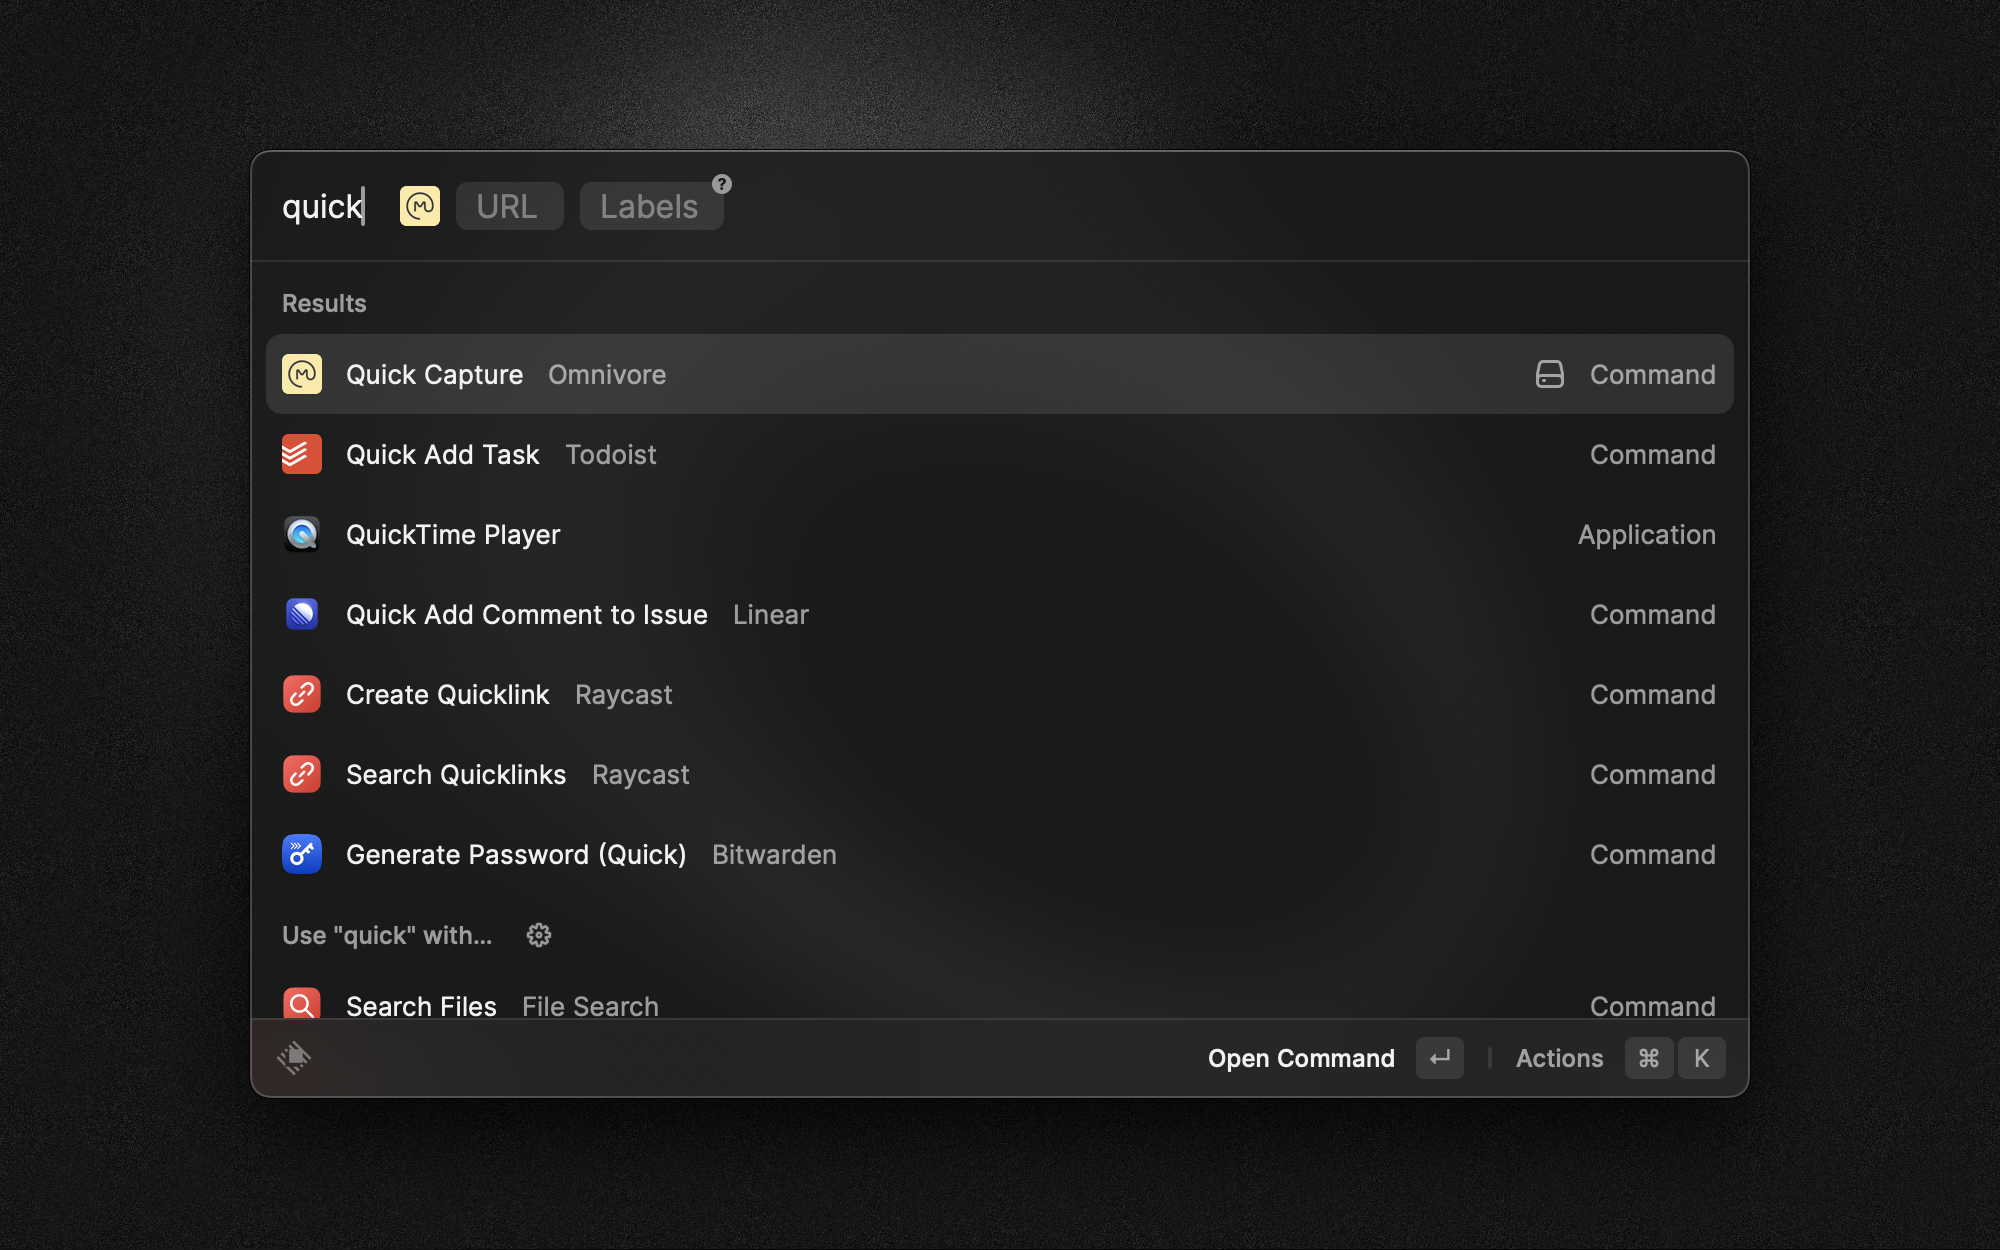 quick URL Labels ?
Results
Quick Capture Omnivore Command
Quick Add Task Todoist Command
QuickTime Player Application
Quick Add Comment to Issue Linear Command
Create Quicklink Raycast Command
Search Quicklinks Raycast Command
Generate Password (Quick) Bitwarden Command
Use "quick" with...
Search Files File Search Command
Open Command ↵ Actions ⌘ K